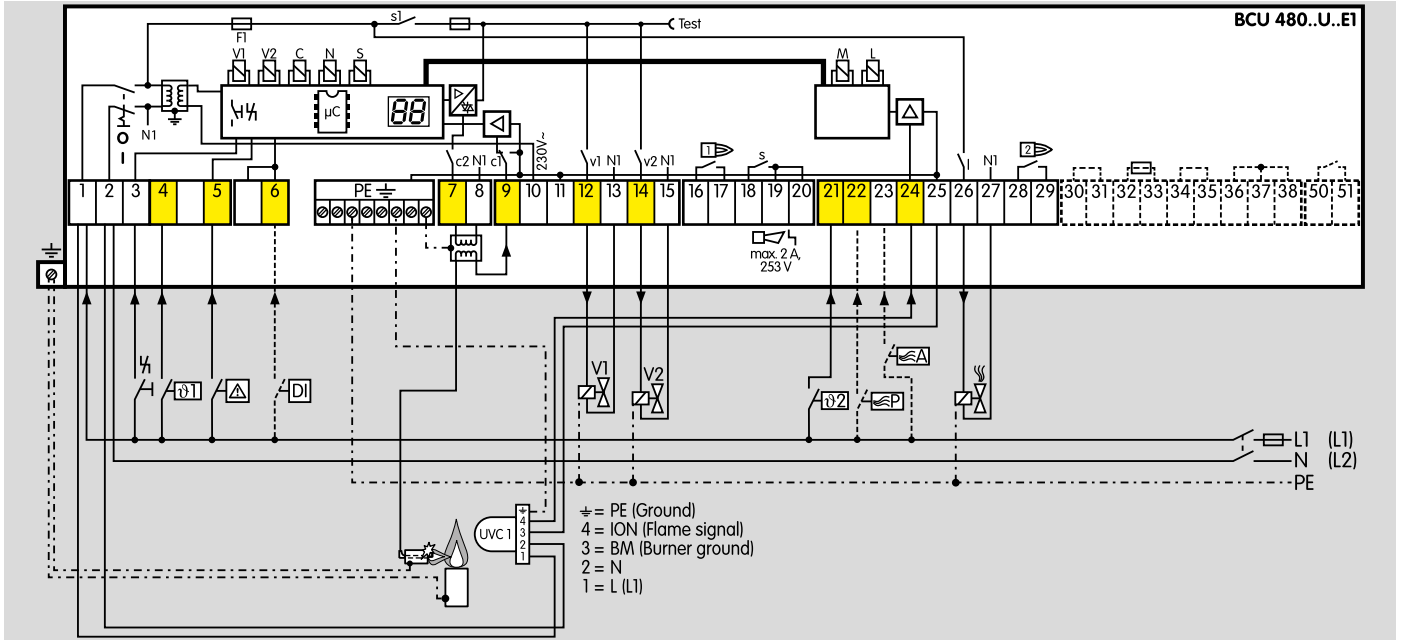 BCU 480..U..E1
s1
Test
F1
V1 V2 C N S
M L
µC
88
N1
O
I
230V~
c2 N1 c1
v1 N1
v2 N1
1
s
I N1
2
1 2 3 4 5 6
PE
7 8 9 10 11 12 13 14 15 16 17 18 19 20 21 22 23 24 25 26 27 28 29 30 31 32 33 34 35 36 37 38 50 51
max. 2 A,
253 V
V1
V2
A
ϑ1
DI
ϑ2
P
L1 (L1)
N (L2)
PE
UVC 1
4
3
2
1
= PE (Ground)
4 = ION (Flame signal)
3 = BM (Burner ground)
2 = N
1 = L (L1)